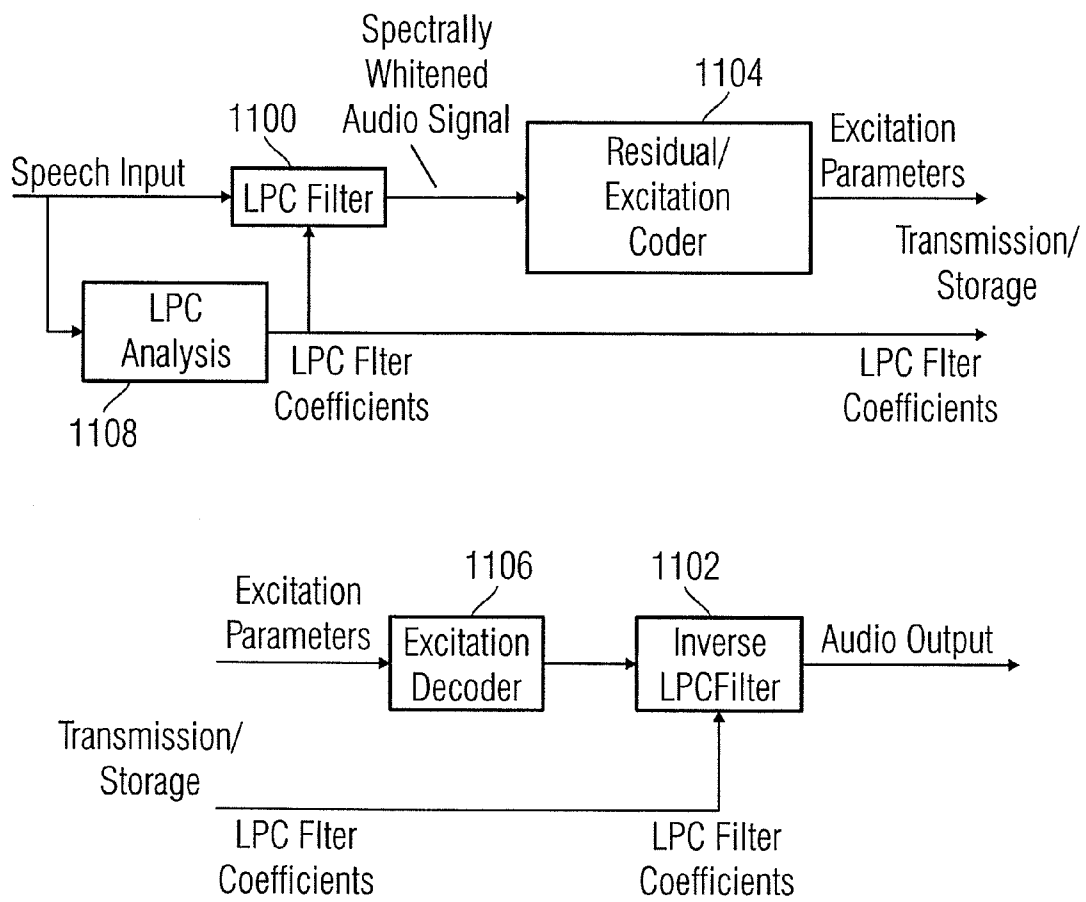 Spectrally
Whitened
Audio Signal
1100
1104
Speech Input
LPC Filter
Residual/
Excitation
Coder
Excitation
Parameters
Transmission/
Storage
LPC
Analysis
1108
LPC Flter
Coefficients
LPC Flter
Coefficients
1106
1102
Excitation
Parameters
Excitation
Decoder
Inverse
LPCFilter
Audio Output
Transmission/
Storage
LPC Flter
Coefficients
LPC Filter
Coefficients